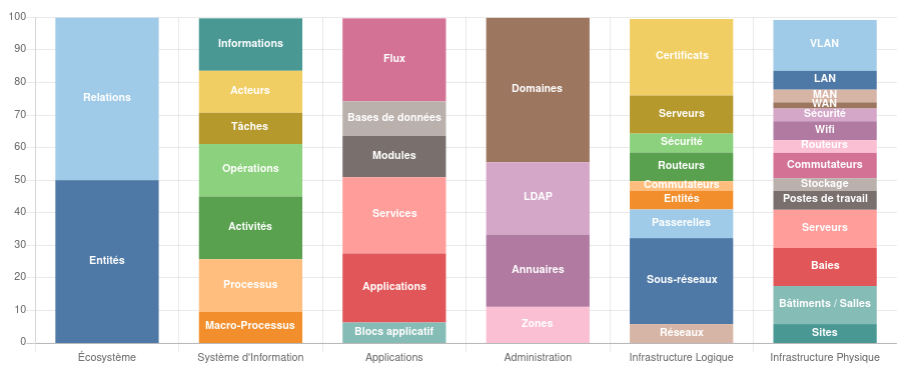 100
90
80
70
60
50
40
30
20
10
0
Relations
Entités
Écosystème
Informations
Acteurs
Tâches
Opérations
Activités
Processus
Macro-Processus
Système d'Information
Flux
Bases de données
Modules
Services
Applications
Blocs applicatif
Applications
Domaines
LDAP
Annuaires
Zones
Administration
Certificats
Serveurs
Sécurité
Routeurs
Commutateurs
Entités
Passerelles
Sous-réseaux
Réseaux
Infrastructure Logique
VLAN
LAN
MAN
WAN
Sécurité
Wifi
Routeurs
Commutateurs
Stockage
Postes de travail
Serveurs
Baies
Bâtiments / Salles
Sites
Infrastructure Physique